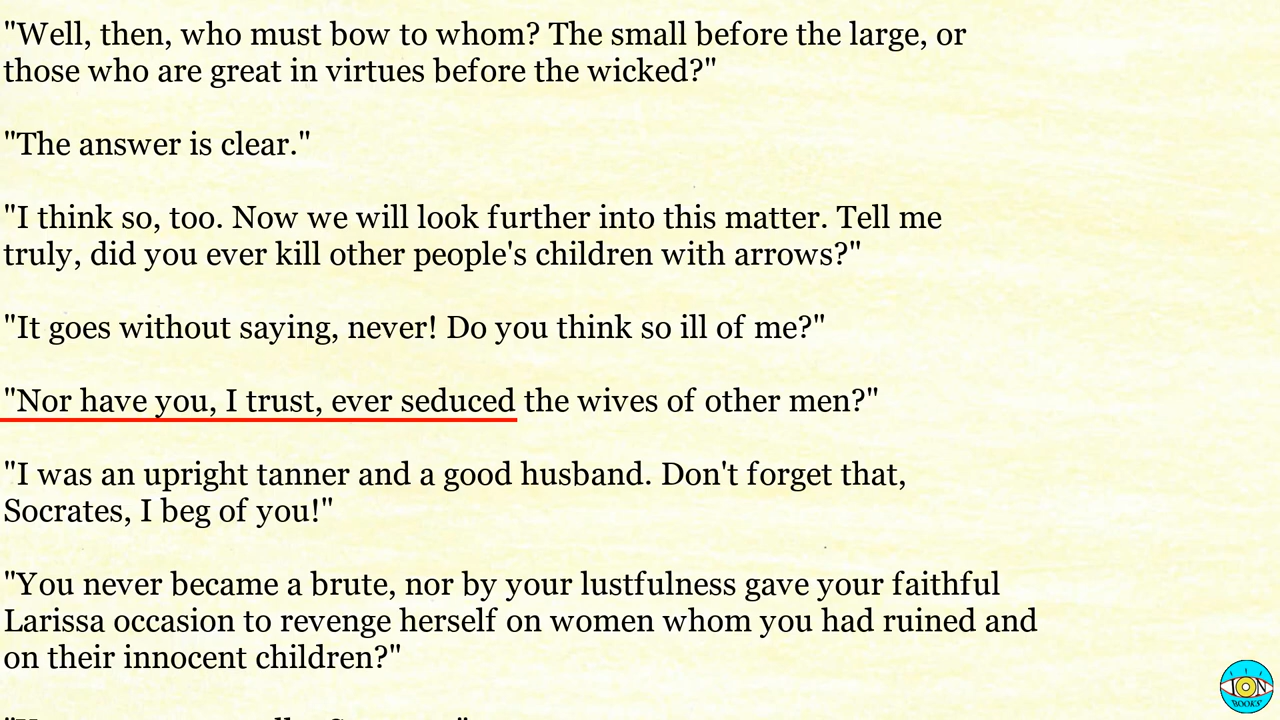 "Well, then, who must bow to whom? The small before the large, or
those who are great in virtues before the wicked?"
"The answer is clear."
"I think so, too. Now we will look further into this matter. Tell me
truly, did you ever kill other people's children with arrows?"
"It goes without saying, never! Do you think so ill of me?"
"Nor have you, I trust, ever seduced the wives of other men?"
"I was an upright tanner and a good husband. Don't forget that,
Socrates, I beg of you!"
"You never became a brute, nor by your lustfulness gave your faithful
Larissa occasion to revenge herself on women whom you had ruined and
on their innocent children?"
ION
BOOKS